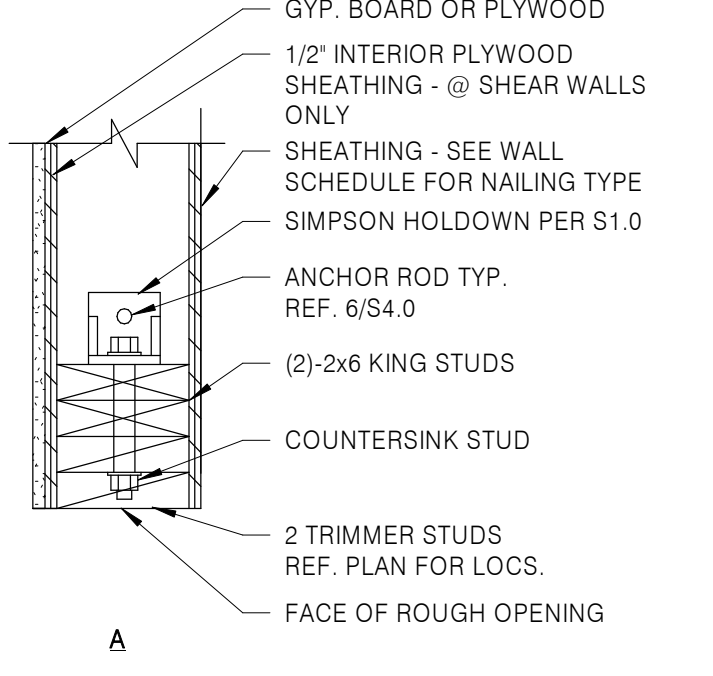 GYP. BOARD OR PLYWOOD
1/2" INTERIOR PLYWOOD
SHEATHING - @ SHEAR WALLS
ONLY
SHEATHING - SEE WALL
SCHEDULE FOR NAILING TYPE
SIMPSON HOLDOWN PER S1.0
ANCHOR ROD TYP.
REF. 6/S4.0
(2)-2x6 KING STUDS
COUNTERSINK STUD
2 TRIMMER STUDS
REF. PLAN FOR LOCS.
FACE OF ROUGH OPENING
A